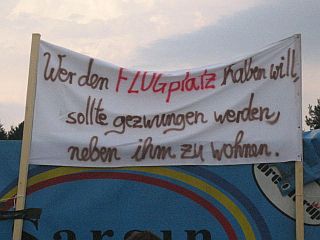 Wer den FLUGplatz haben will,
sollte gezwungen werden,
neben ihm zu wohnen.